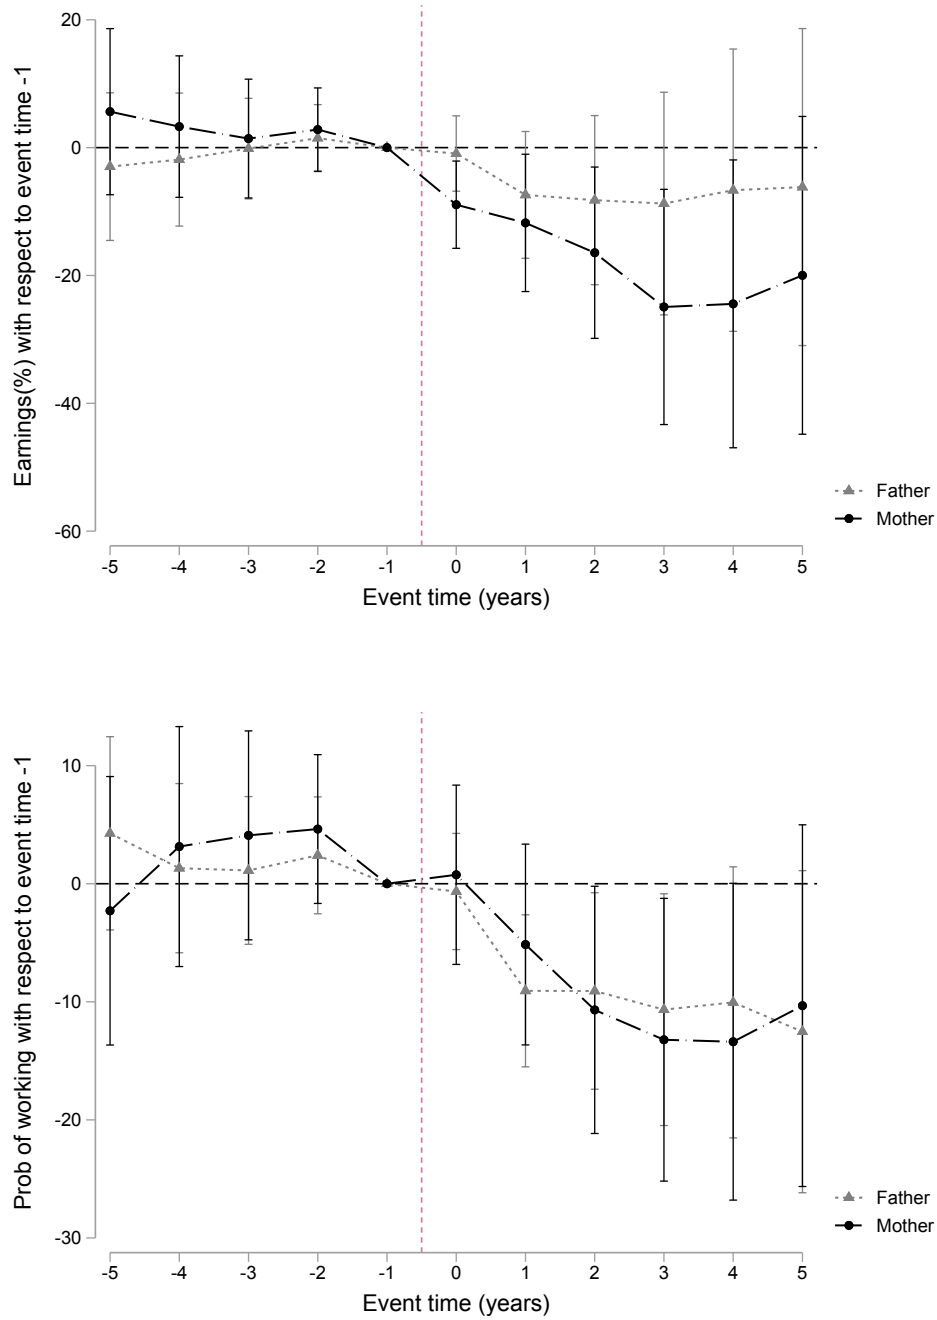 Earnings(%) with respect to event time -1
20
0
-20
-40
-60
-5 -4 -3 -2 -1 0 1 2 3 4 5
Event time (years)
Father
Mother
Prob of working with respect to event time -1
10
0
-10
-20
-30
-5 -4 -3 -2 -1 0 1 2 3 4 5
Event time (years)
Father
Mother